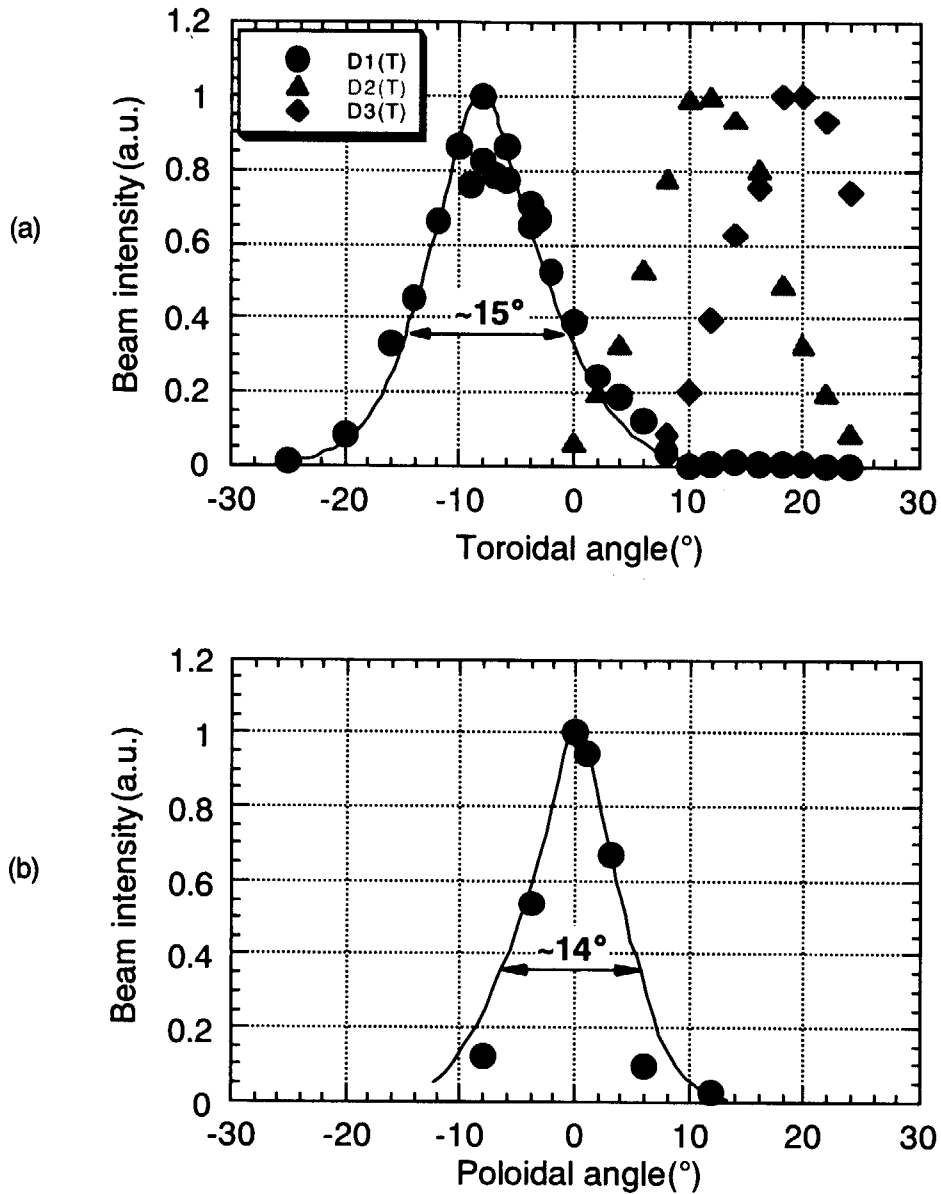 (a)
Beam intensity (a.u.)
1.2
1
0.8
0.6
0.4
0.2
0
D1(T)
D2(T)
D3(T)
~15°
-30 -20 -10 0 10 20 30
Toroidal angle(°)
(b)
Beam intensity (a.u.)
1.2
1
0.8
0.6
0.4
0.2
0
~14°
-30 -20 -10 0 10 20 30
Poloidal angle(°)